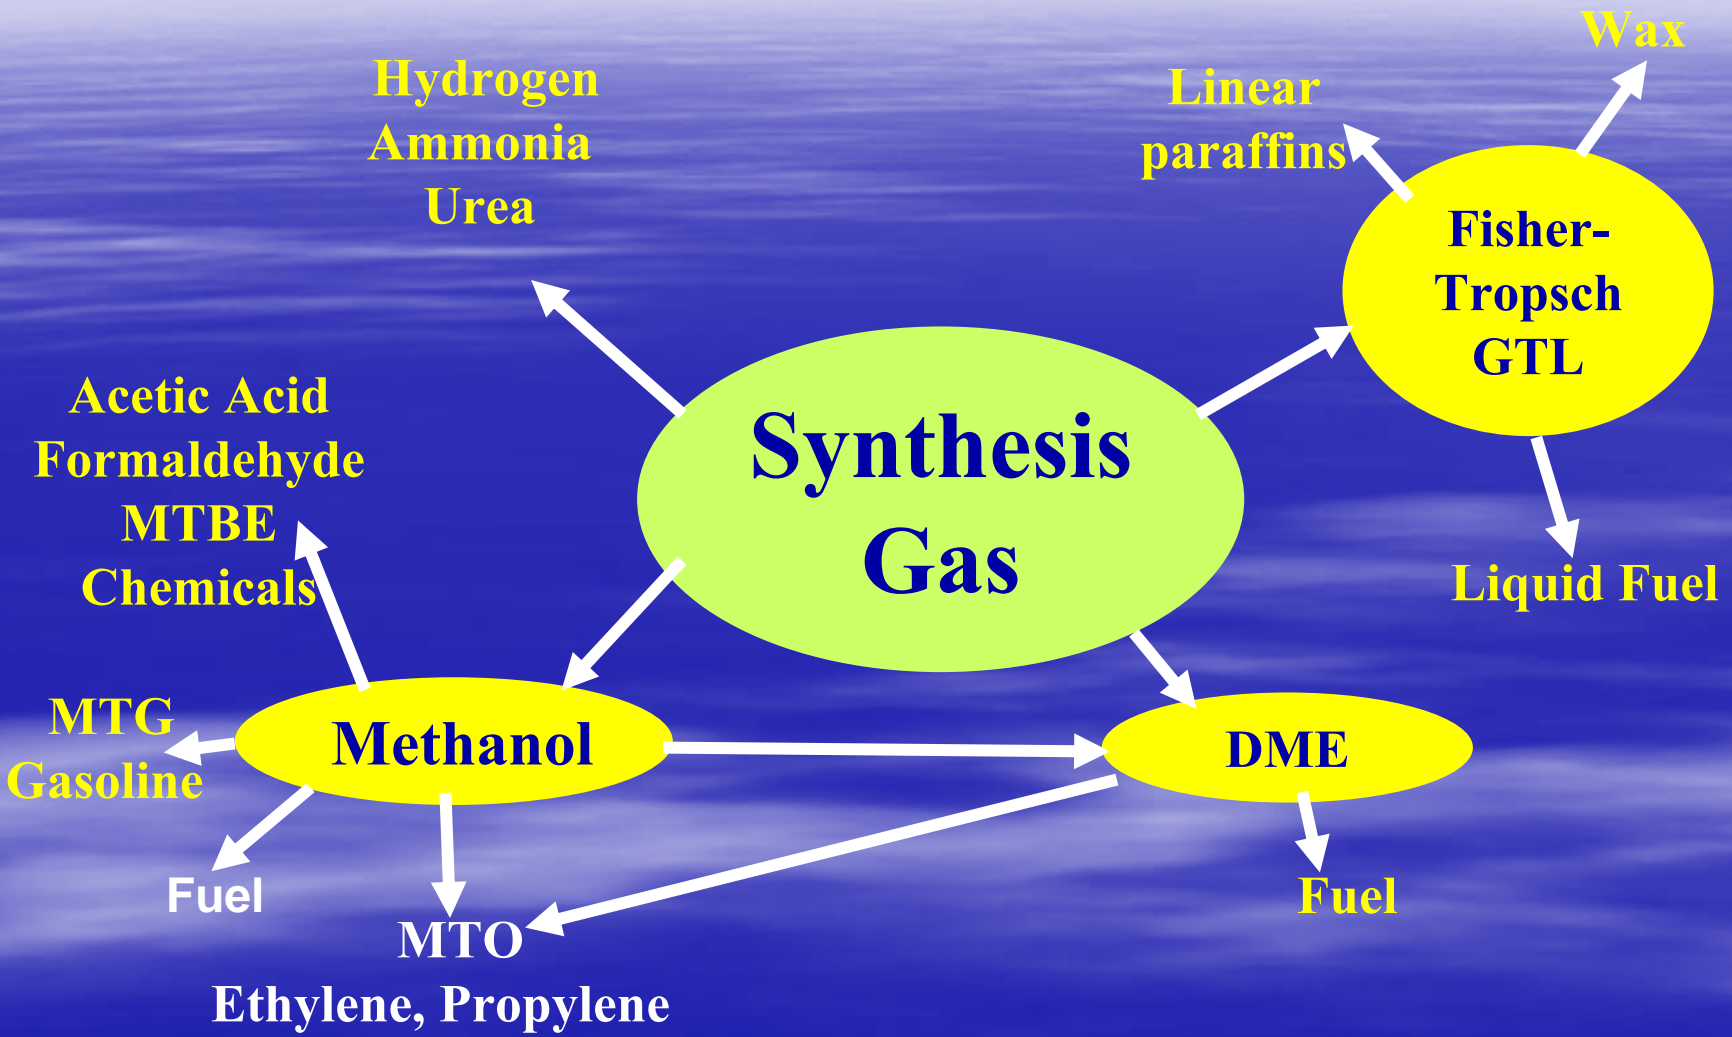 Wax
Hydrogen
Ammonia
Urea
Linear
paraffins
Fisher-
Tropsch
GTL
Synthesis
Gas
Acetic Acid
Formaldehyde
MTBE
Chemicals
Liquid Fuel
MTG
Gasoline
Methanol
DME
Fuel
Fuel
MTO
Ethylene, Propylene